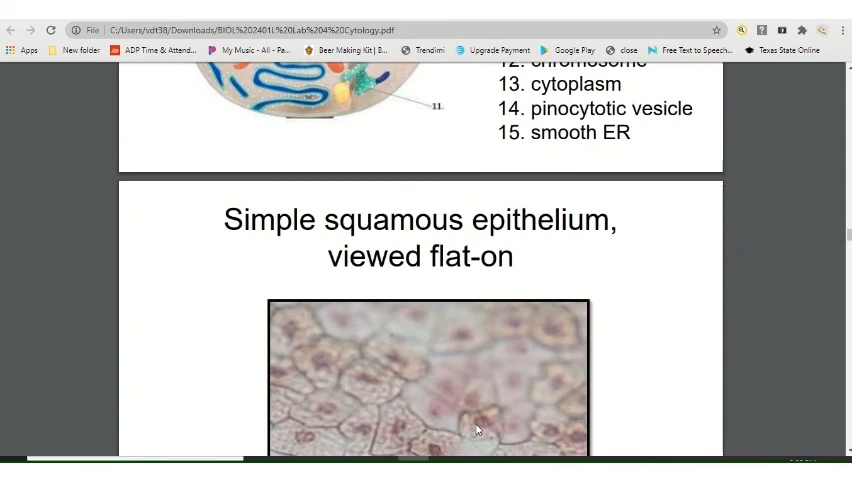 File C:/Users/vdt38/Downloads/BIOL%202401L%20Lab%204%20Cytology.pdf
Apps New folder ADP Time & Attend... My Music - All - Pa... Beer Making Kit | B... Trendimi Upgrade Payment Google Play close Free Text to Speech... Texas State Online
12. chromosome
13. cytoplasm
11.
14. pinocytotic vesicle
15. smooth ER
Simple squamous epithelium,
viewed flat-on